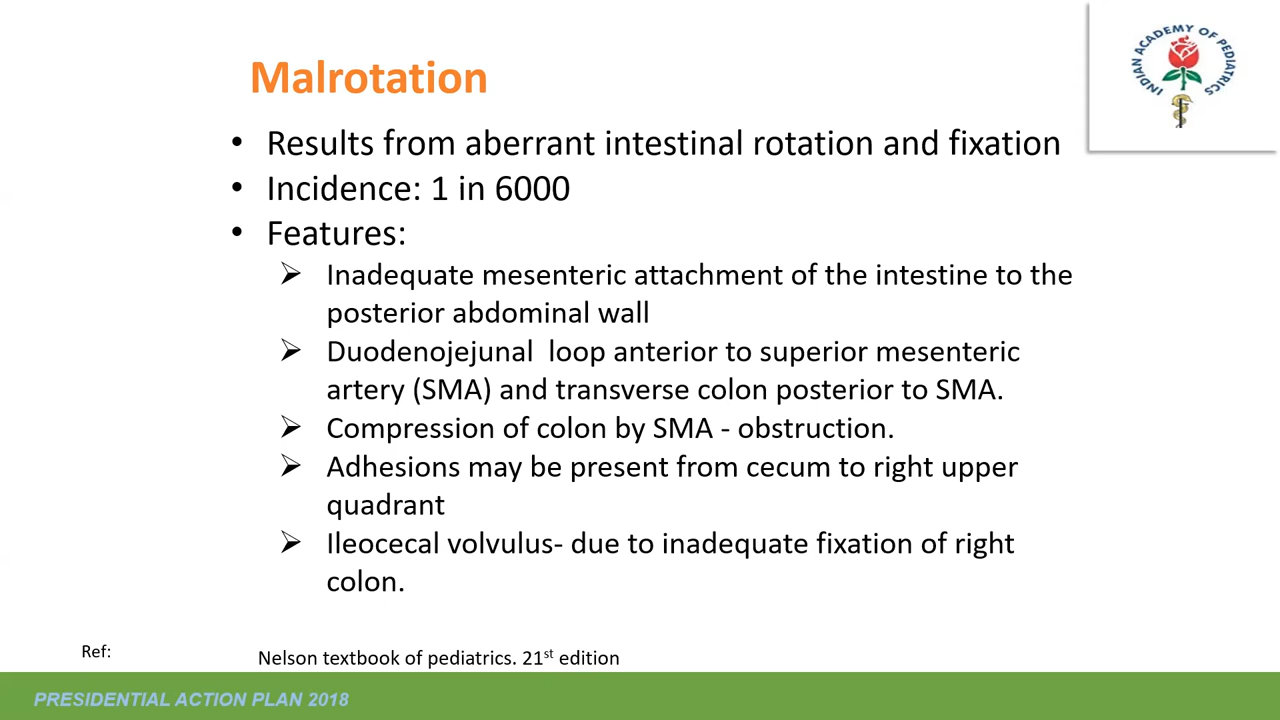 INDIAN ACADEMY OF PEDIATRICS
Malrotation
• Results from aberrant intestinal rotation and fixation
• Incidence: 1 in 6000
• Features:
➢ Inadequate mesenteric attachment of the intestine to the
posterior abdominal wall
➢ Duodenojejunal loop anterior to superior mesenteric
artery (SMA) and transverse colon posterior to SMA.
➢ Compression of colon by SMA - obstruction.
➢ Adhesions may be present from cecum to right upper
quadrant
➢ Ileocecal volvulus- due to inadequate fixation of right
colon.
Ref: Nelson textbook of pediatrics. 21st edition
PRESIDENTIAL ACTION PLAN 2018